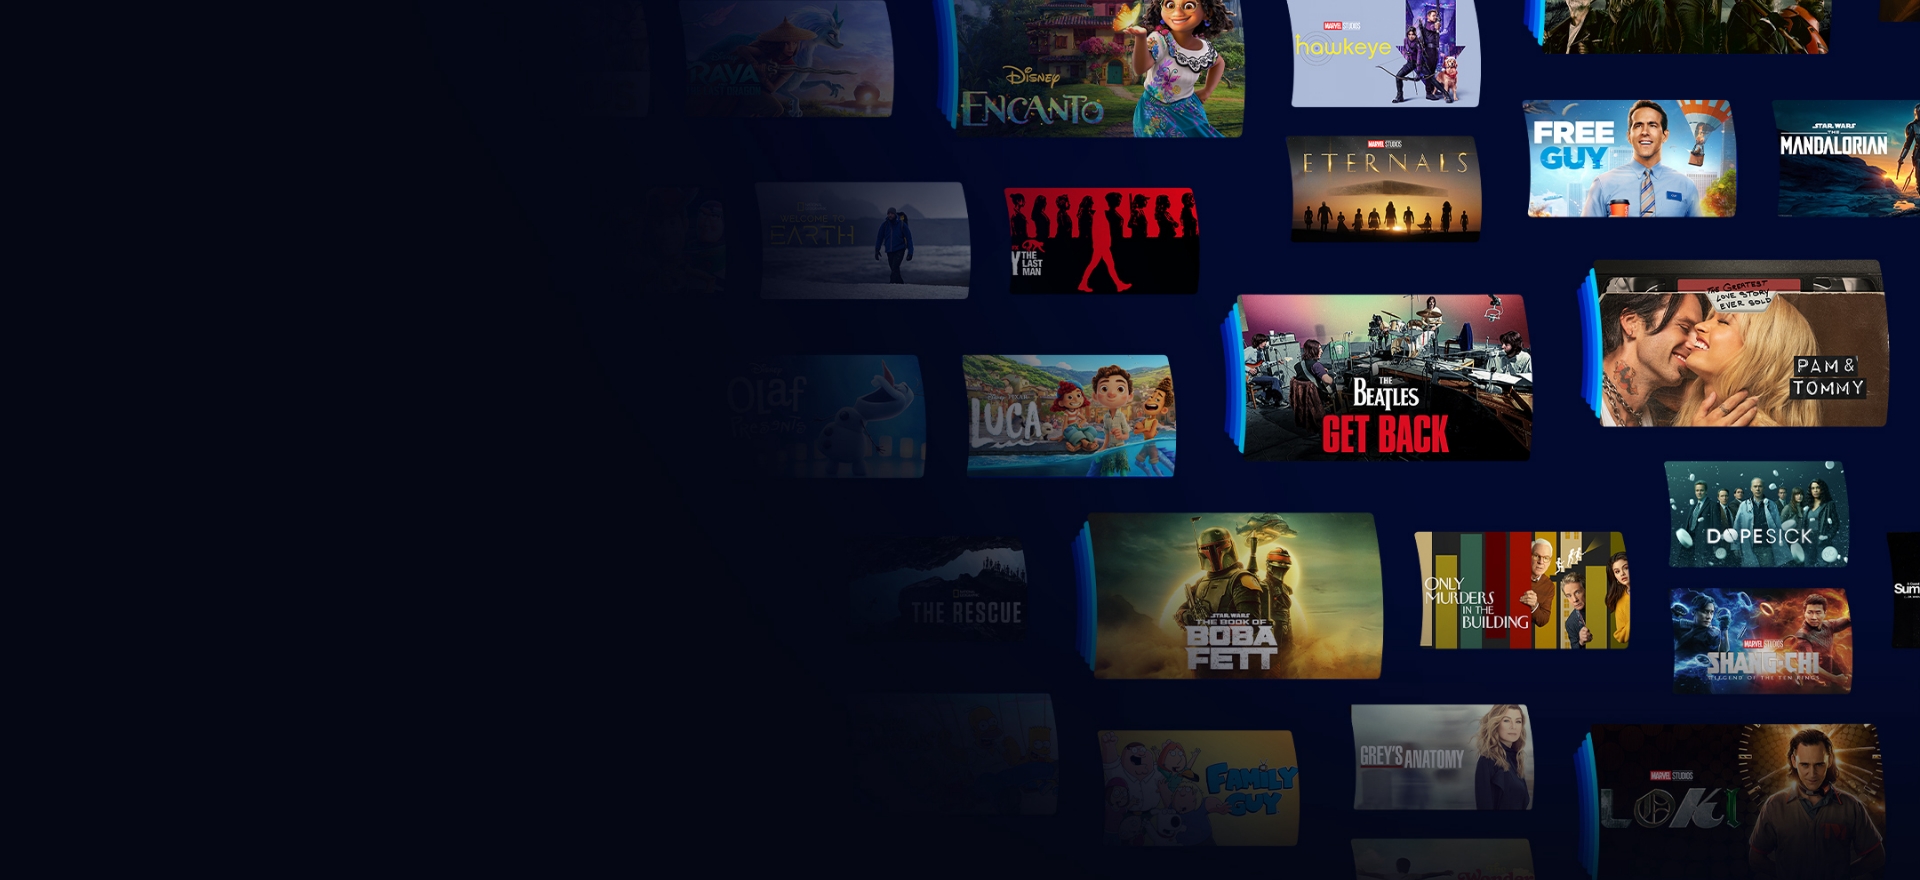 RAYA
DISNEY
ENCANTO
MARVEL STUDIOS
hawkeye
MARVEL STUDIOS
ETERNALS
FREE
GUY
STAR WARS
THE
MANDALORIAN
WELCOME TO
EARTH
Y THE
LAST
MAN
THE GREATEST
LOVE STORY
EVER SOLD
PAM &
TOMMY
Disney
Olaf
Presents
LUCA
THE
BEATLES
GET BACK
DOPESICK
THE RESCUE
STAR WARS
THE BOOK OF
BOBA
FETT
ONLY
MURDERS
IN THE
BUILDING
MARVEL STUDIOS
SHANG-CHI
LEGEND OF THE TEN RINGS
GREY'S ANATOMY
FAMILY
GUY
MARVEL STUDIOS
LOKI